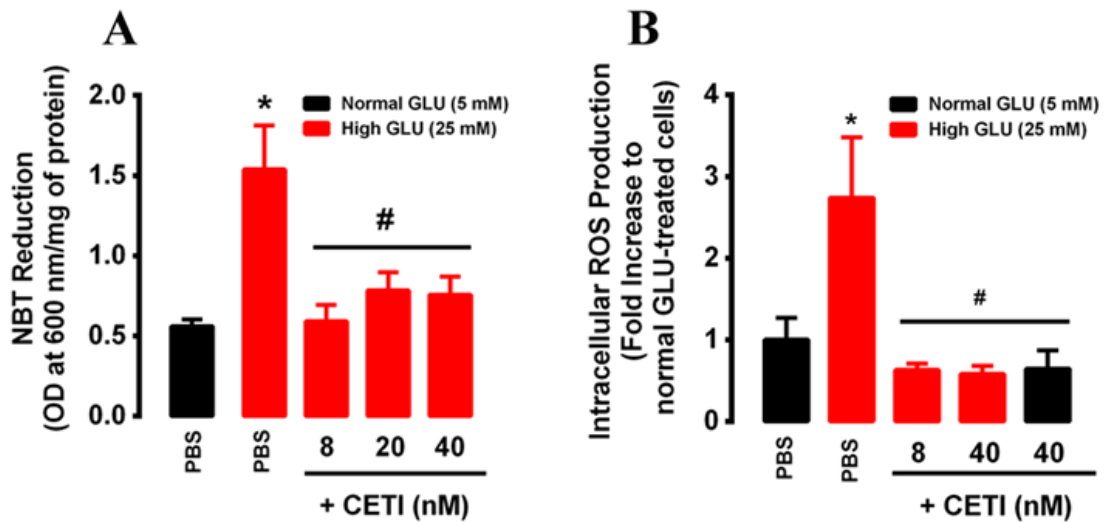 A
NBT Reduction
(OD at 600 nm/mg of protein)
2.0
1.5
1.0
0.5
0.0
*
Normal GLU (5 mM)
High GLU (25 mM)
#
PBS
PBS
8
20
40
+ CETI (nM)
B
Intracellular ROS Production
(Fold Increase to
normal GLU-treated cells)
4
3
2
1
0
*
Normal GLU (5 mM)
High GLU (25 mM)
#
PBS
PBS
8
40
40
+ CETI (nM)